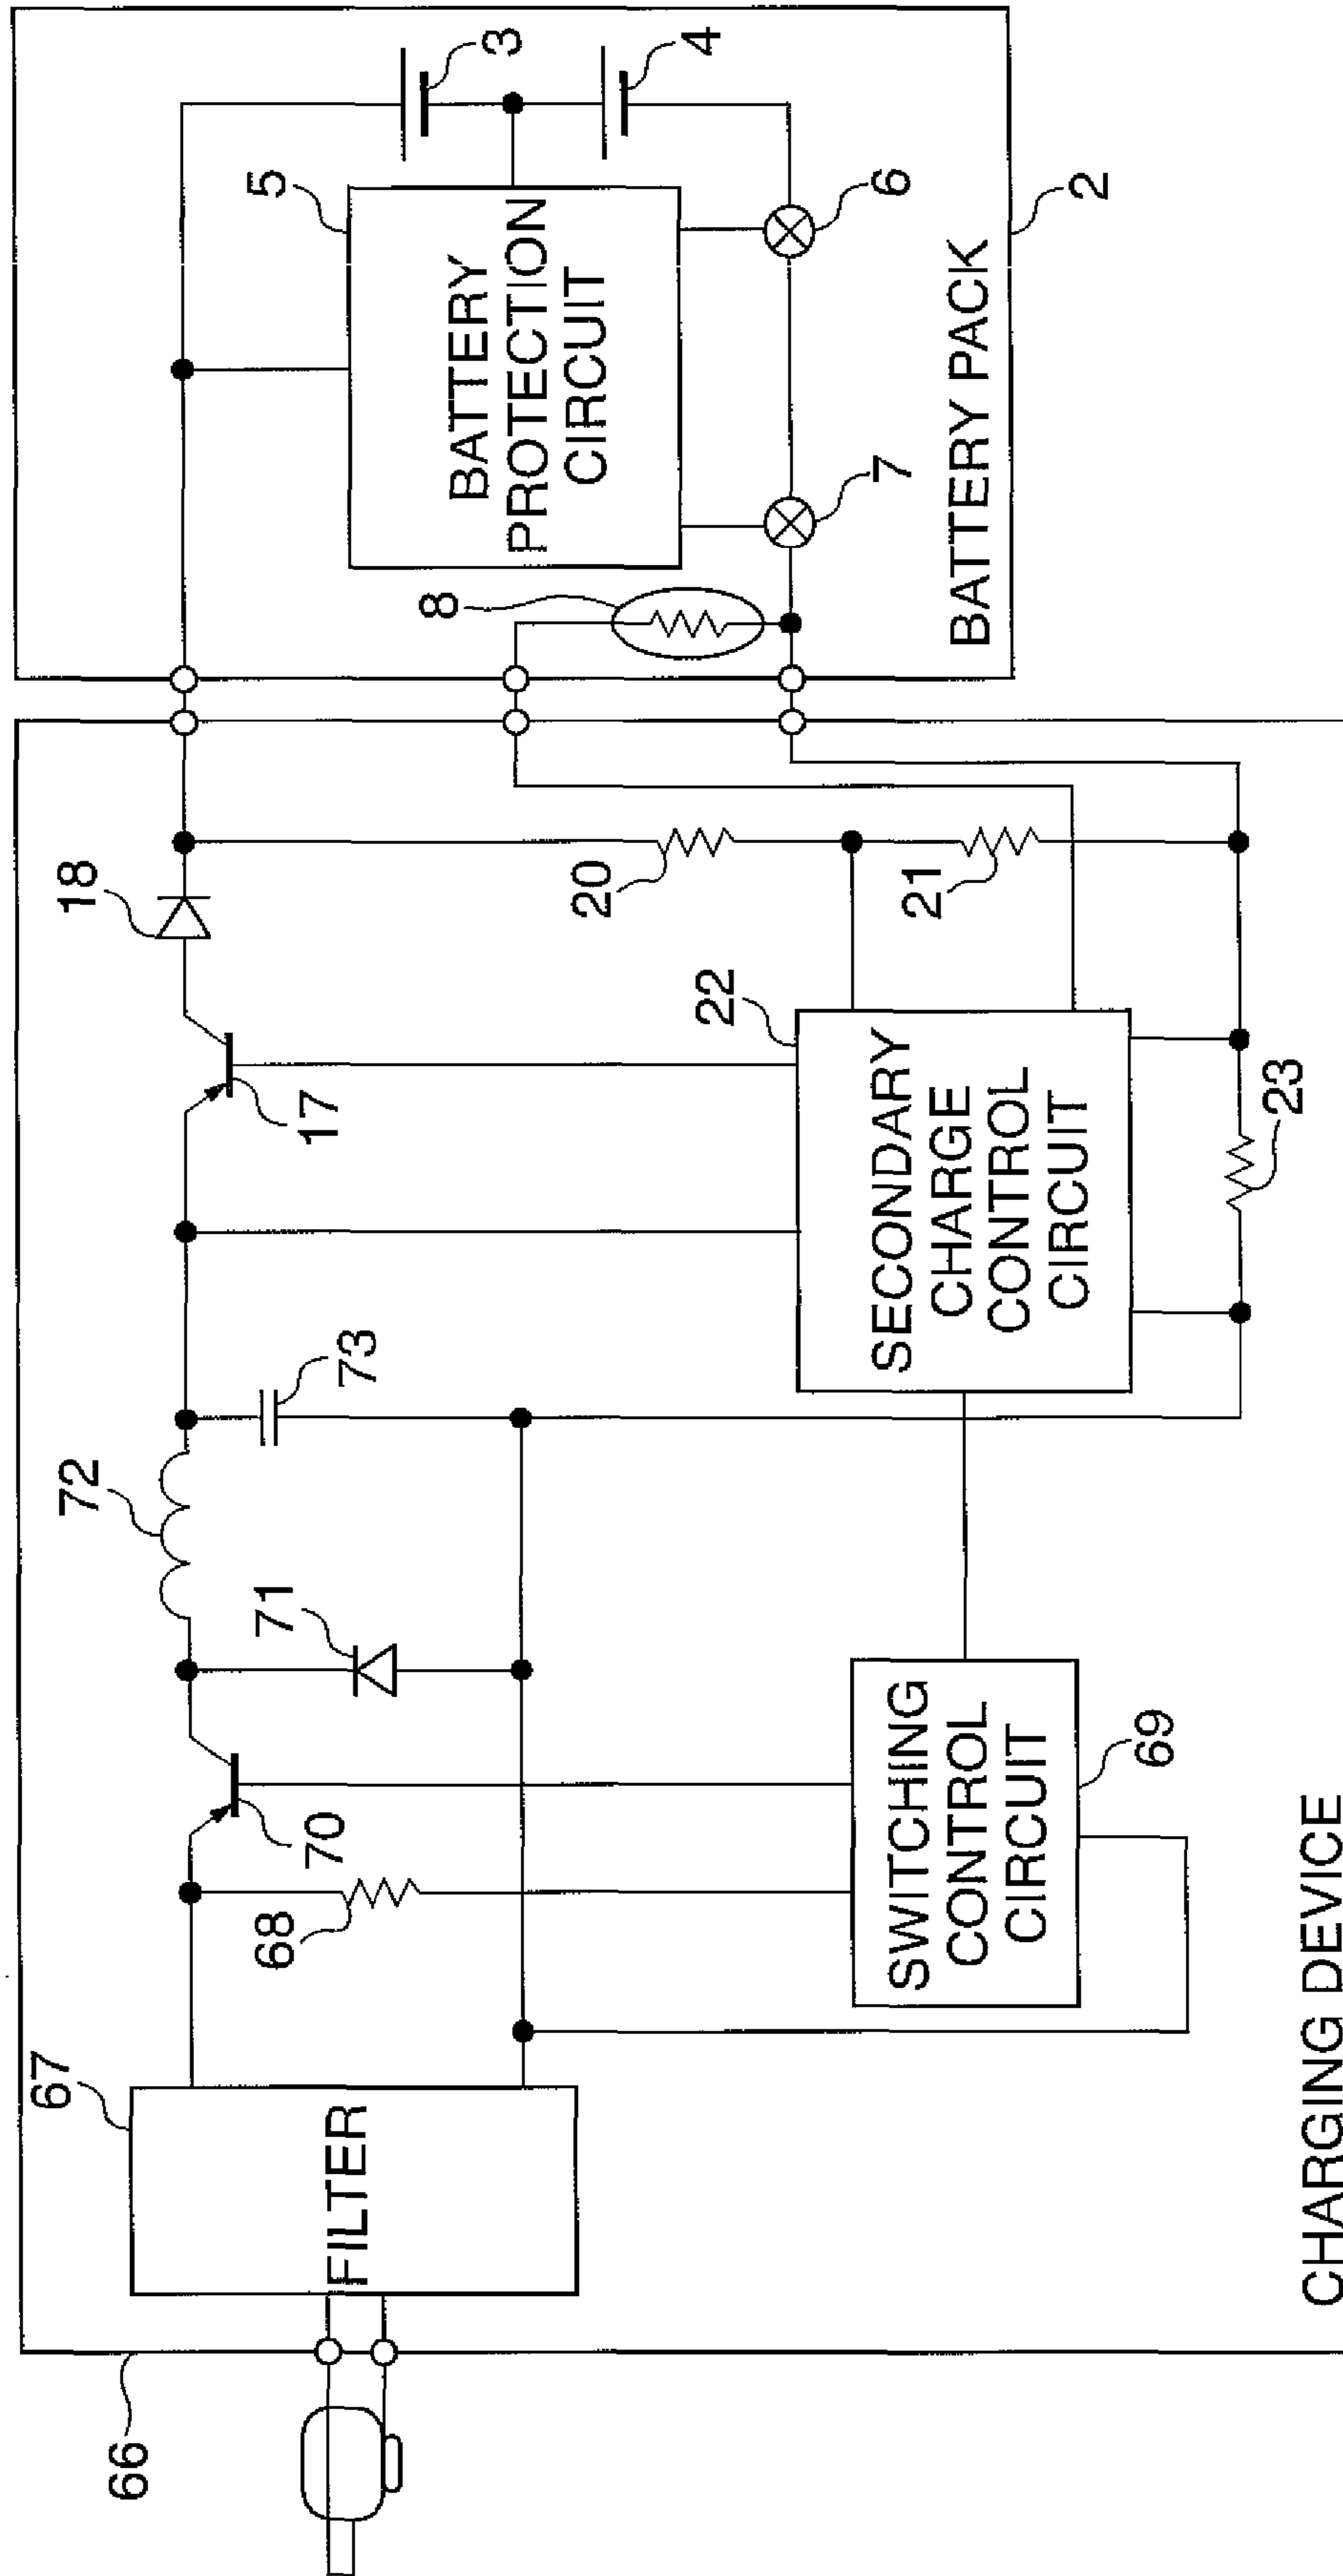 66
67
FILTER
68
70
71
72
73
17
18
SWITCHING
CONTROL
CIRCUIT
69
22
SECONDARY
CHARGE
CONTROL
CIRCUIT
20
21
23
CHARGING DEVICE
8
5
BATTERY
PROTECTION
CIRCUIT
3
4
6
7
2
BATTERY PACK